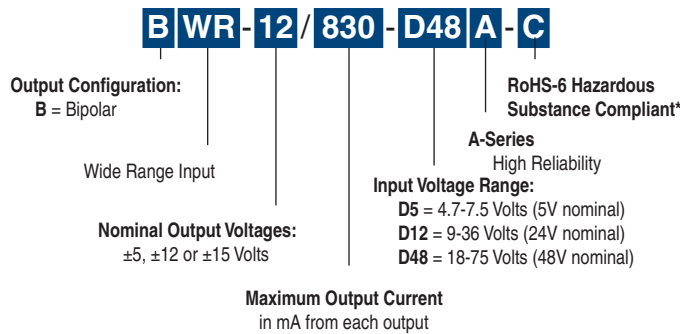 BWR-12/830-D48A-C
Output Configuration:
B = Bipolar
RoHS-6 Hazardous
Substance Compliant*
A-Series
High Reliability
Wide Range Input
Input Voltage Range:
D5 = 4.7-7.5 Volts (5V nominal)
D12 = 9-36 Volts (24V nominal)
D48 = 18-75 Volts (48V nominal)
Nominal Output Voltages:
±5, ±12 or ±15 Volts
Maximum Output Current
in mA from each output